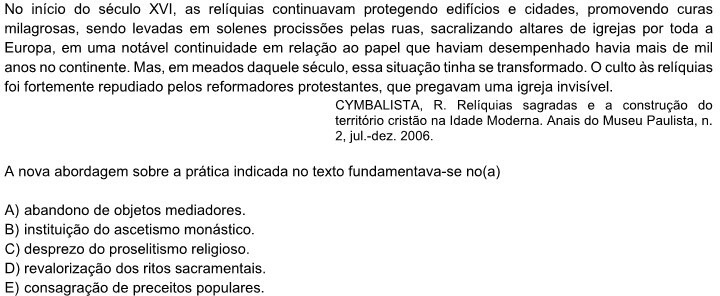 No início do século XVI, as relíquias continuavam protegendo edifícios e cidades, promovendo curas
milagrosas, sendo levadas em solenes procissões pelas ruas, sacralizando altares de igrejas por toda a
Europa, em uma notável continuidade em relação ao papel que haviam desempenhado havia mais de mil
anos no continente. Mas, em meados daquele século, essa situação tinha se transformado. O culto às relíquias
foi fortemente repudiado pelos reformadores protestantes, que pregavam uma igreja invisível.
CYMBALISTA, R. Relíquias sagradas e a construção do
território cristão na Idade Moderna. Anais do Museu Paulista, n.
2, jul.-dez. 2006.
A nova abordagem sobre a prática indicada no texto fundamentava-se no(a)
A) abandono de objetos mediadores.
B) instituição do ascetismo monástico.
C) desprezo do proselitismo religioso.
D) revalorização dos ritos sacramentais.
E) consagração de preceitos populares.